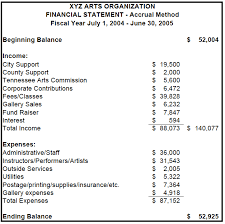 XYZ ARTS ORGANIZATION
FINANCIAL STATEMENT - Accrual Method
Fiscal Year July 1, 2004 - June 30, 2005
Beginning Balance $ 52,004
Income:
City Support $ 19,500
County Support $ 2,000
Tennessee Arts Commission $ 5,600
Corporate Contributions $ 6,472
Fees/Classes $ 39,828
Gallery Sales $ 6,232
Fund Raiser $ 7,847
Interest $ 594
Total Income $ 88,073 $ 140,077
Expenses:
Administrative/Staff $ 36,000
Instructors/Performers/Artists $ 31,543
Outside Services $ 2,005
Utilities $ 5,322
Postage/printing/supplies/insurance/etc. $ 7,364
Gallery expenses $ 4,918
Total Expenses $ 87,152
Ending Balance $ 52,925